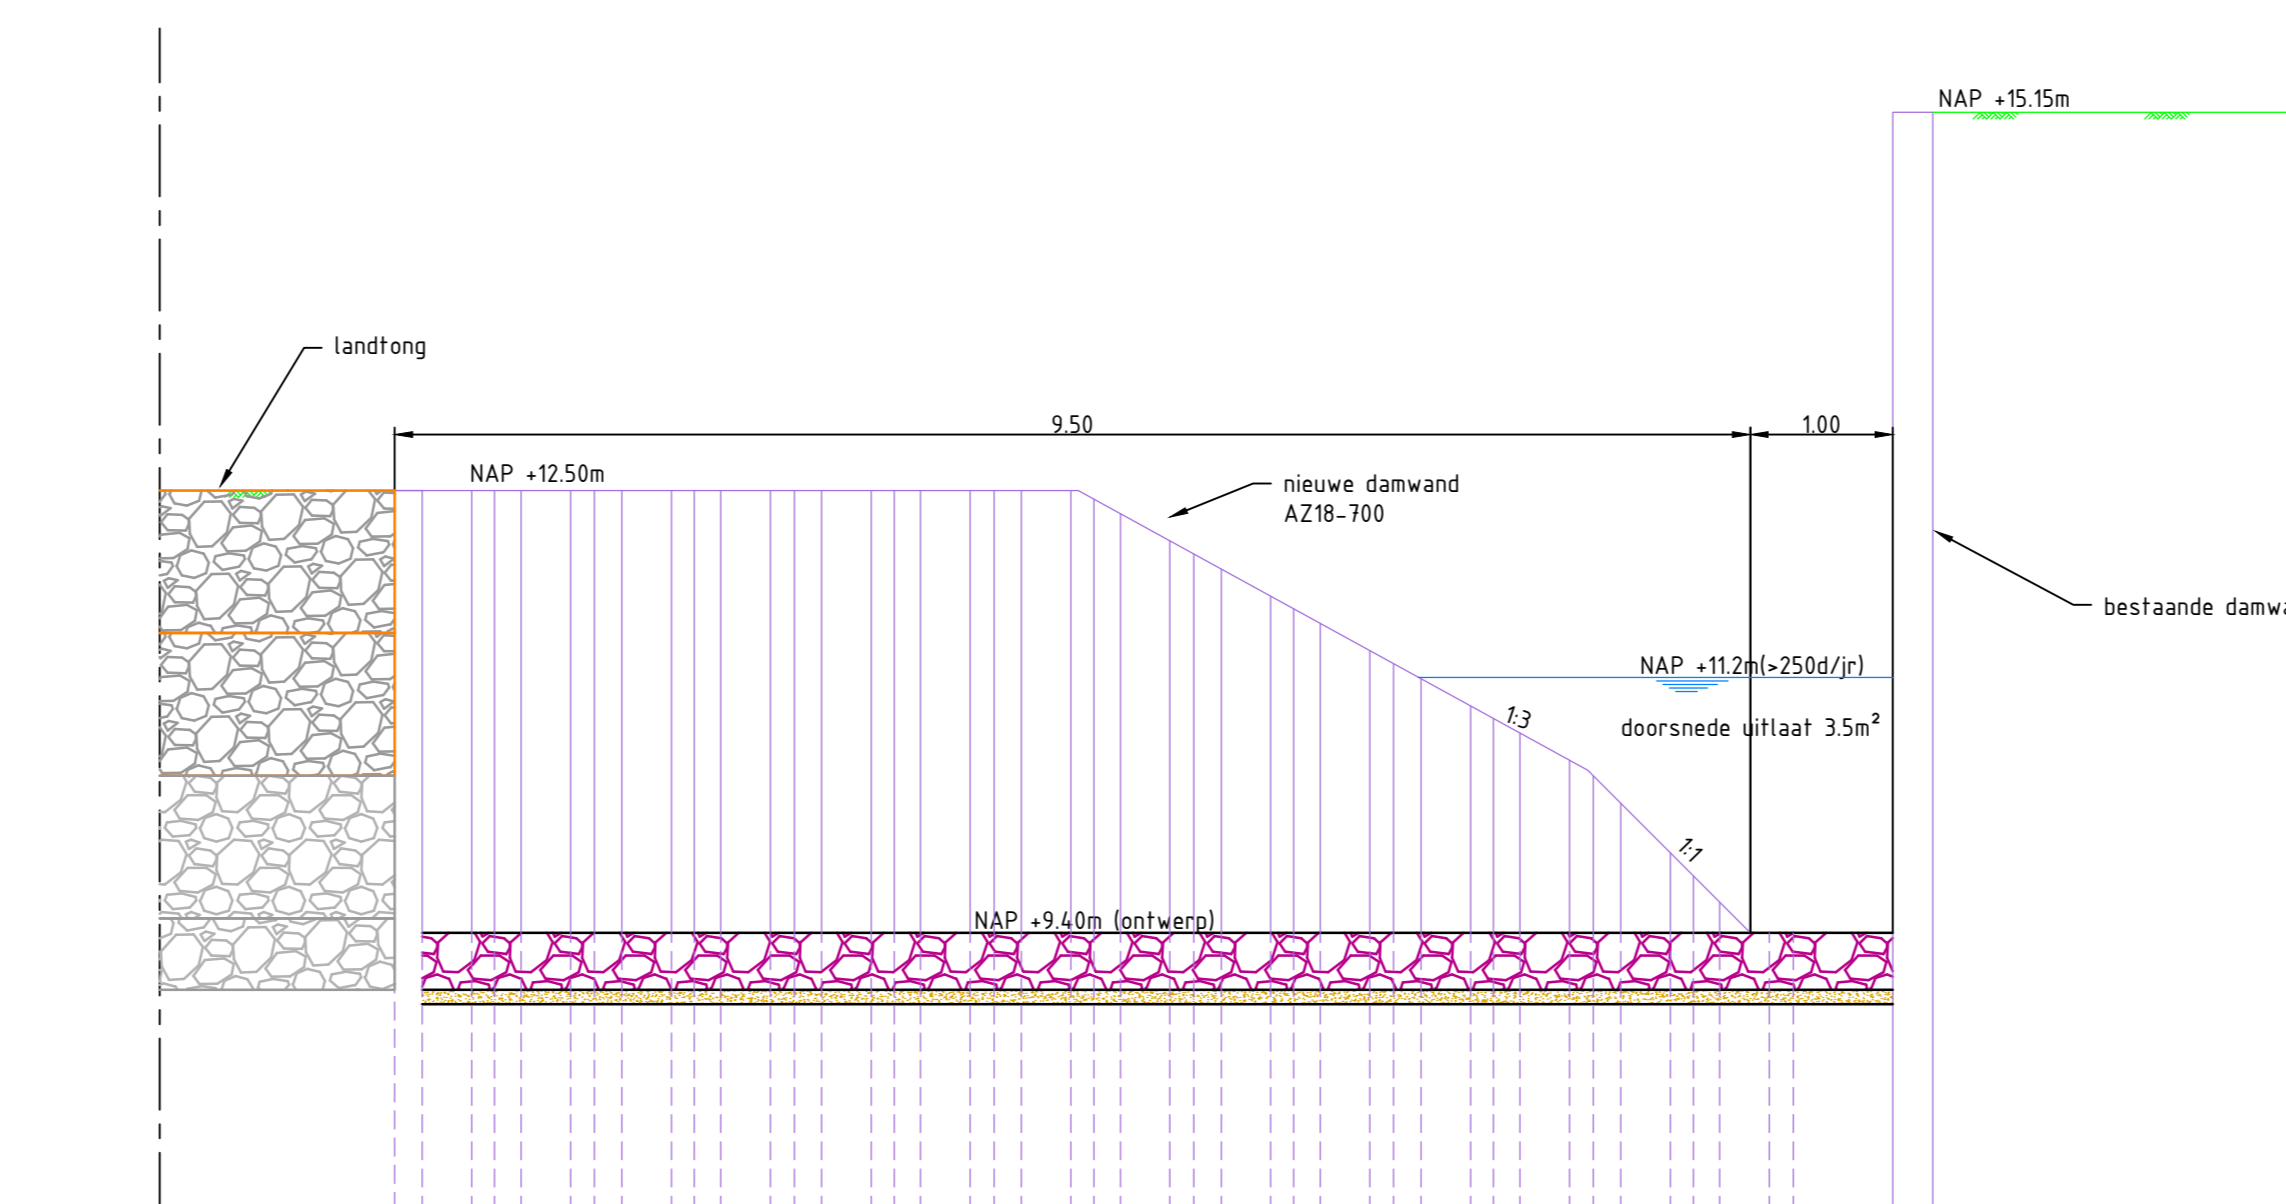 NAP +15.15m
landtong
9.50
1.00
NAP +12.50m
nieuwe damwand
AZ18-700
bestaande
NAP +11.2m(>250d/jr)
1:3
doorsnede uitlaat 3.5m²
1:1
NAP +9.40m (ontwerp)